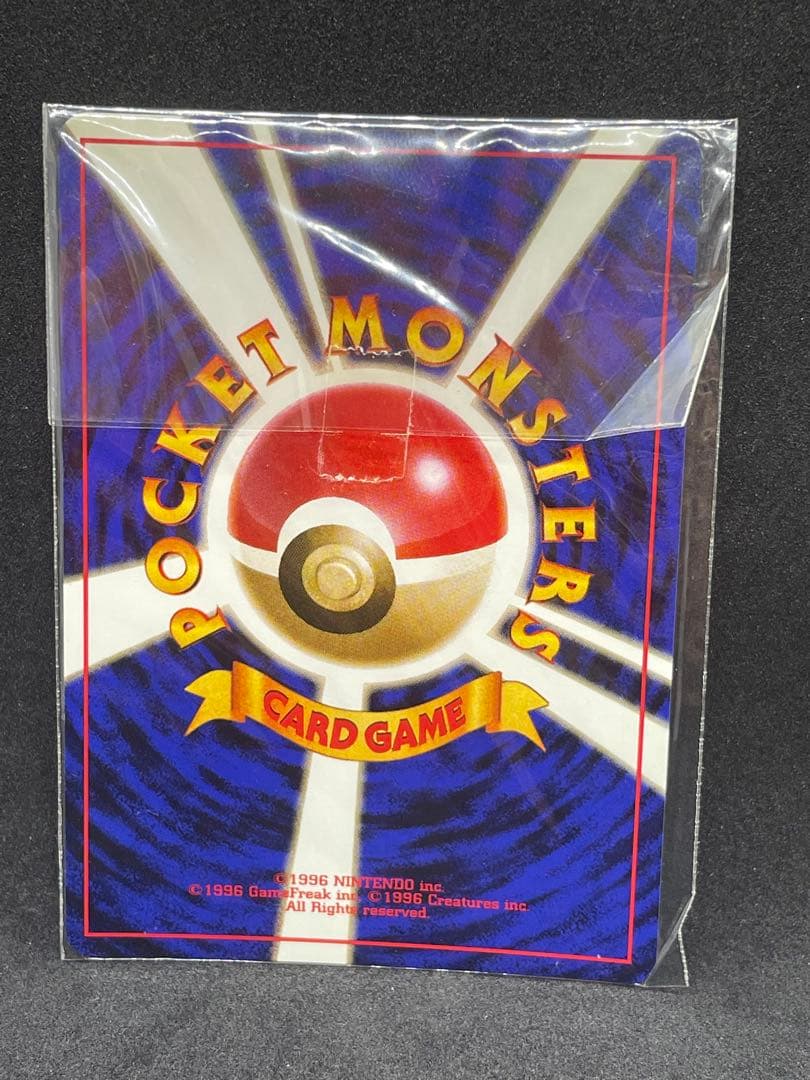 POCKET MONSTERS
CARD GAME
©1996 NINTENDO inc.
©1996 GameFreak inc. ©1996 Creatures inc.
All Rights reserved.